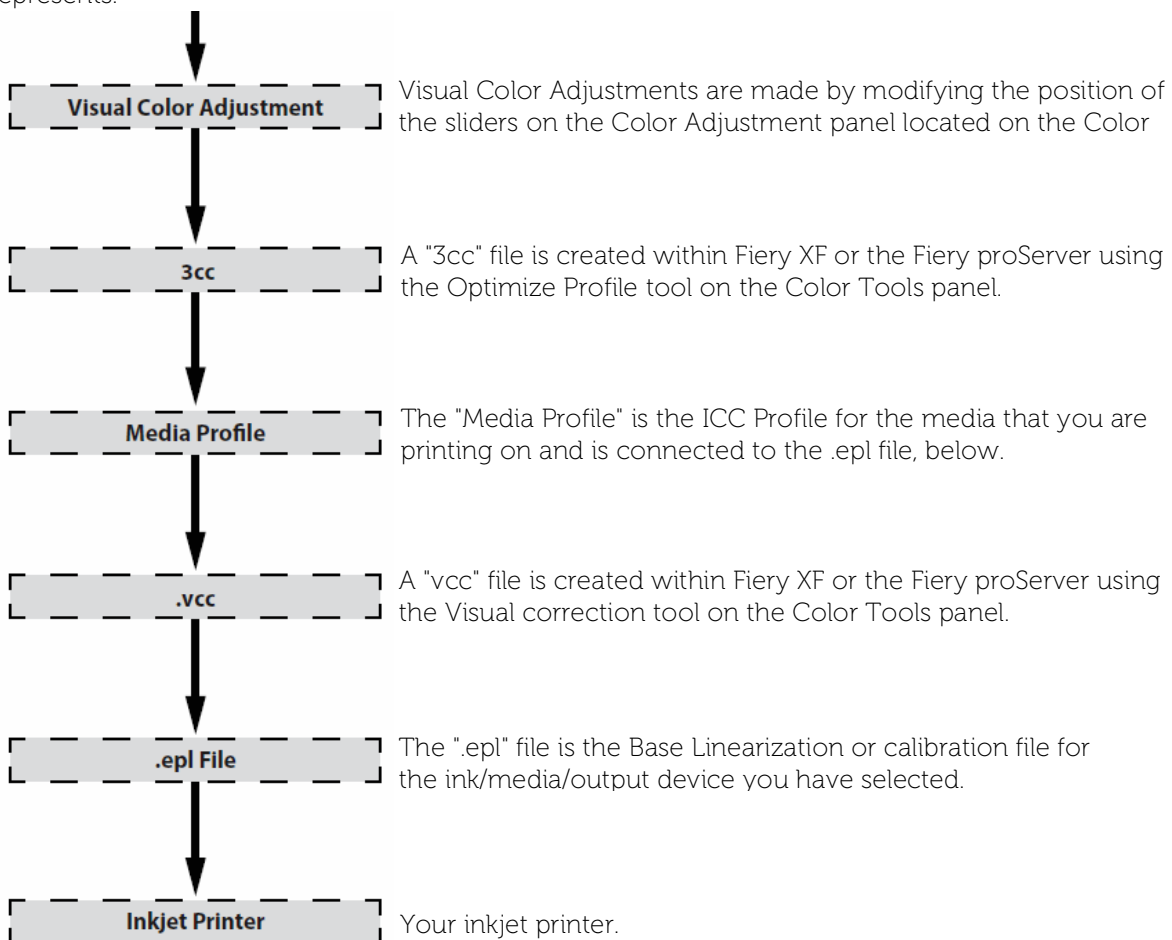 epresents.
Visual Color Adjustment
Visual Color Adjustments are made by modifying the position of
the sliders on the Color Adjustment panel located on the Color
3cc
A "3cc" file is created within Fiery XF or the Fiery proServer using
the Optimize Profile tool on the Color Tools panel.
Media Profile
The "Media Profile" is the ICC Profile for the media that you are
printing on and is connected to the .epl file, below.
.vcc
A "vcc" file is created within Fiery XF or the Fiery proServer using
the Visual correction tool on the Color Tools panel.
.epl File
The ".epl" file is the Base Linearization or calibration file for
the ink/media/output device you have selected.
Inkjet Printer
Your inkjet printer.